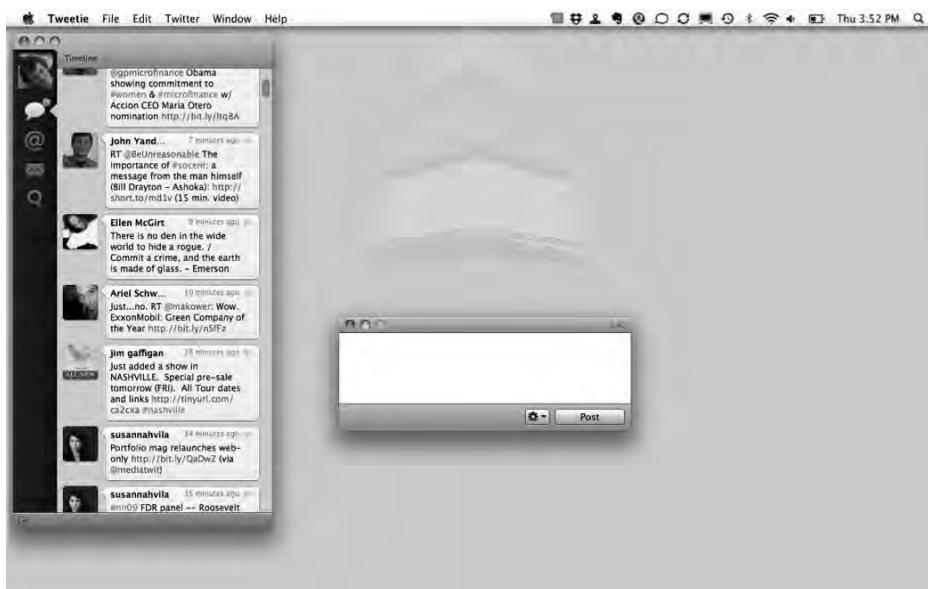 Tweetie File Edit Twitter Window Help
Thu 3:52 PM
Timeline
@gpmicrofinance Obama
showing commitment to
#women & #microfinance w/
Accion CEO Maria Otero
nomination http://bit.ly/ltq8A
John Yand... 7 minutes ago
RT @BeUnreasonable The
importance of #socent: a
message from the man himself
(Bill Drayton - Ashoka): http://
short.to/md1v (15 min. video)
Ellen McGirt 9 minutes ago
There is no den in the wide
world to hide a rogue. /
Commit a crime, and the earth
is made of glass. - Emerson
Ariel Schw... 10 minutes ago
Just...no. RT @makower: Wow.
ExxonMobil: Green Company of
the Year
jim gaffigan 28 minutes ago
Just added a show in
NASHVILLE. Special pre-sale
tomorrow (FRI). All Tour dates
and links http://tinyurl.com/
ca2cxa #nashville
ALL NEW
susannahvila 34 minutes ago
Portfolio mag relaunches web-
only http://bit.ly/QaDwZ (via
@mediatwit)
susannahvila 35 minutes ago
#nn09 FDR panel -- Roosevelt
Post